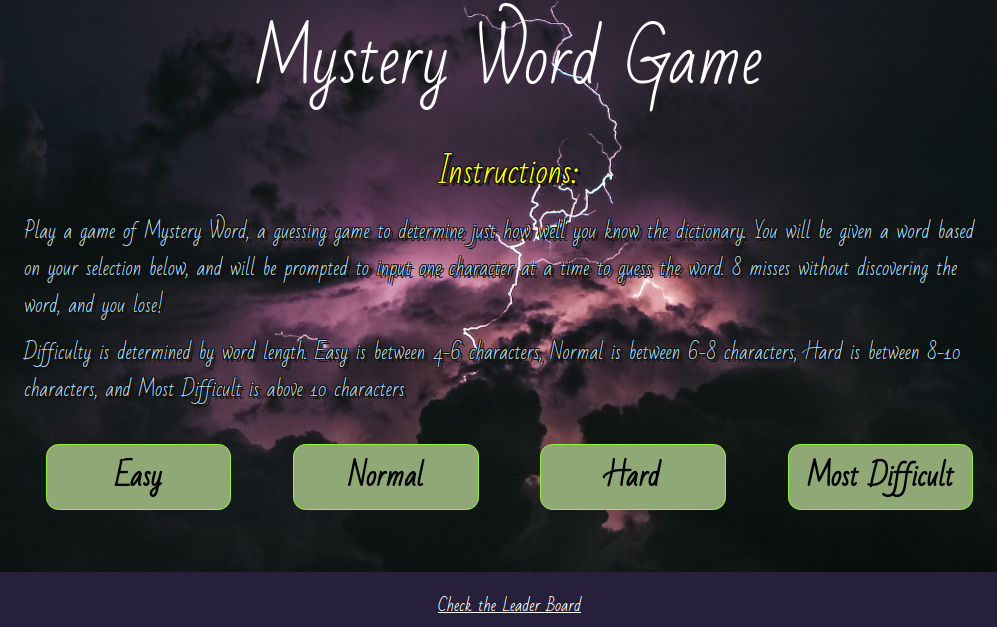 Mystery Word Game
Instructions:
Play a game of Mystery Word, a guessing game to determine just how well you know the dictionary. You will be given a word based
on your selection below, and will be prompted to input one character at a time to guess the word. 8 misses without discovering the
word, and you lose!
Difficulty is determined by word length. Easy is between 4-6 characters, Normal is between 6-8 characters, Hard is between 8-10
characters, and Most Difficult is above 10 characters
Easy
Normal
Hard
Most Difficult
Check the Leader Board